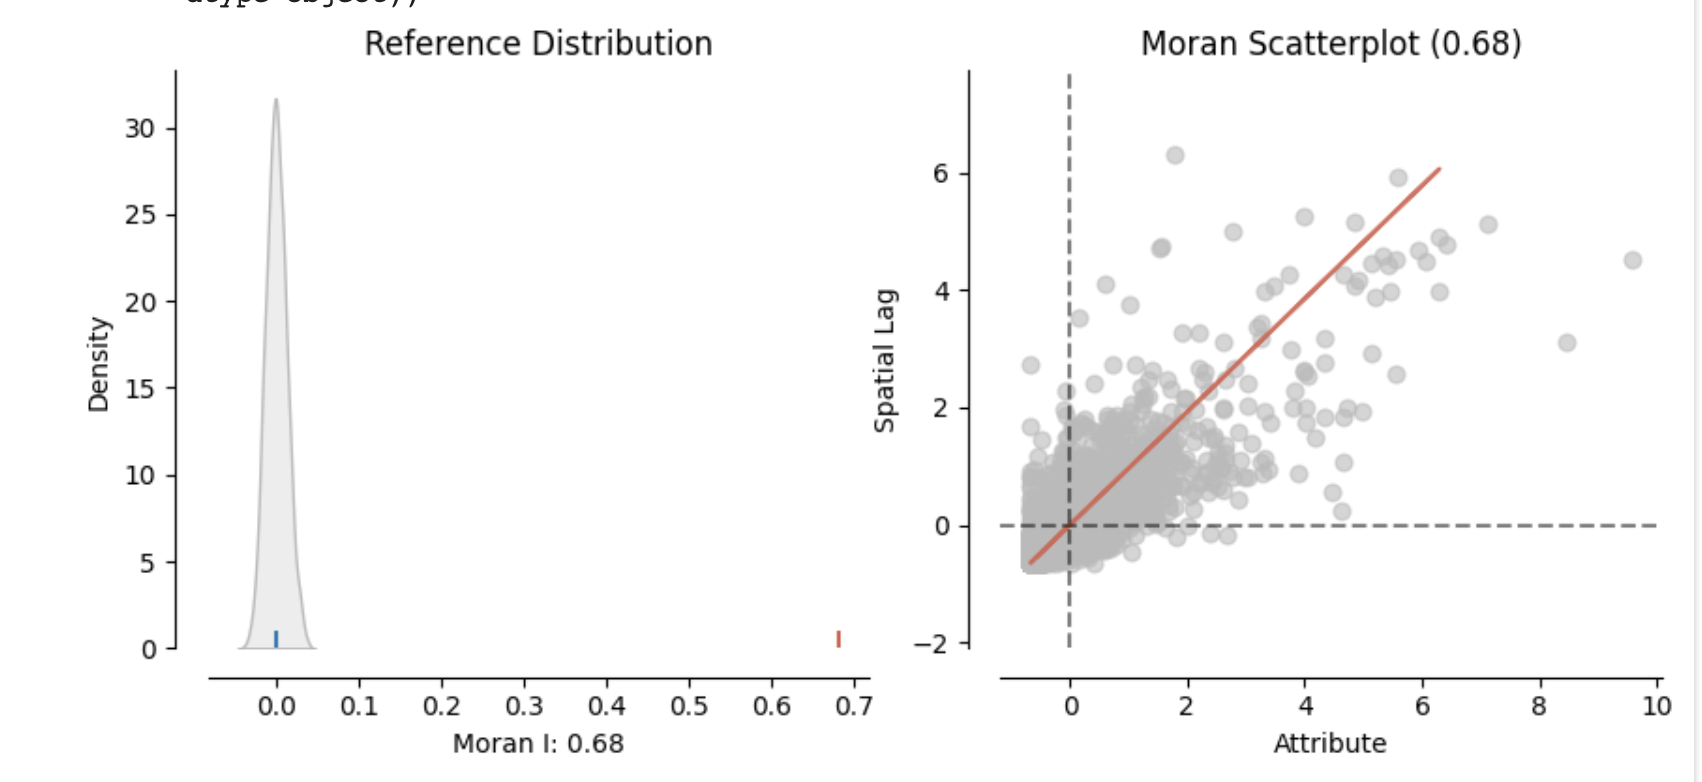 Reference Distribution
30
25
20
15
10
5
0
Density
0.0 0.1 0.2 0.3 0.4 0.5 0.6 0.7
Moran I: 0.68
Moran Scatterplot (0.68)
6
4
2
0
−2
Spatial Lag
0 2 4 6 8 10
Attribute